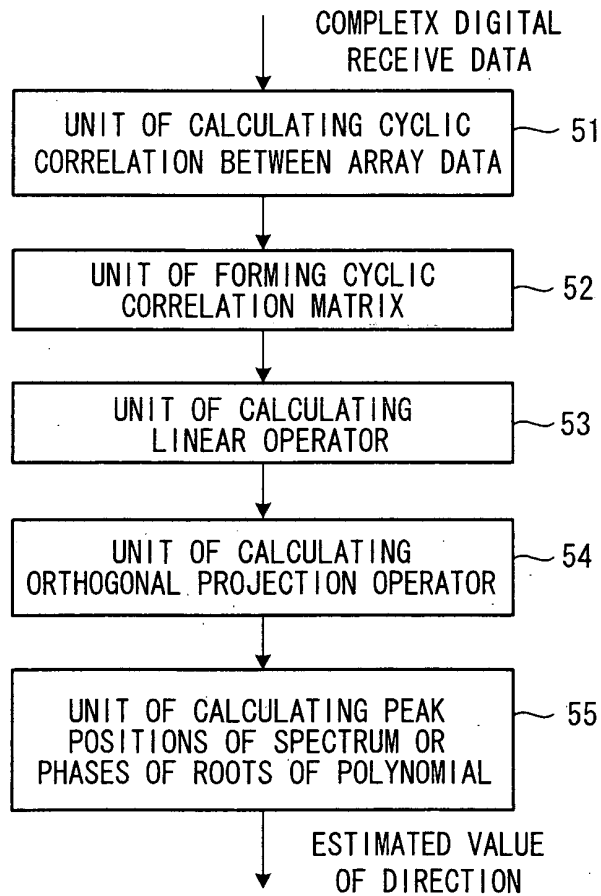 COMPLETX DIGITAL
RECEIVE DATA
UNIT OF CALCULATING CYCLIC
CORRELATION BETWEEN ARRAY DATA
51
UNIT OF FORMING CYCLIC
CORRELATION MATRIX
52
UNIT OF CALCULATING
LINEAR OPERATOR
53
UNIT OF CALCULATING
ORTHOGONAL PROJECTION OPERATOR
54
UNIT OF CALCULATING PEAK
POSITIONS OF SPECTRUM OR
PHASES OF ROOTS OF POLYNOMIAL
55
ESTIMATED VALUE
OF DIRECTION